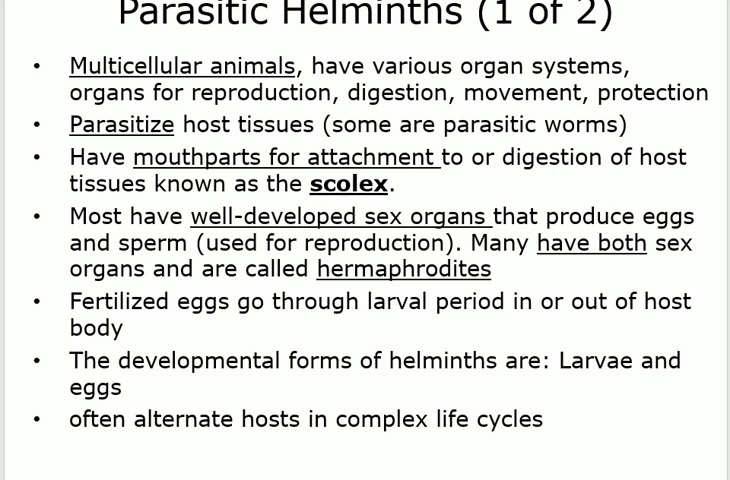 Parasitic Helminths (1 of 2)
• Multicellular animals, have various organ systems,
organs for reproduction, digestion, movement, protection
• Parasitize host tissues (some are parasitic worms)
• Have mouthparts for attachment to or digestion of host
tissues known as the scolex.
• Most have well-developed sex organs that produce eggs
and sperm (used for reproduction). Many have both sex
organs and are called hermaphrodites
• Fertilized eggs go through larval period in or out of host
body
• The developmental forms of helminths are: Larvae and
eggs
• often alternate hosts in complex life cycles